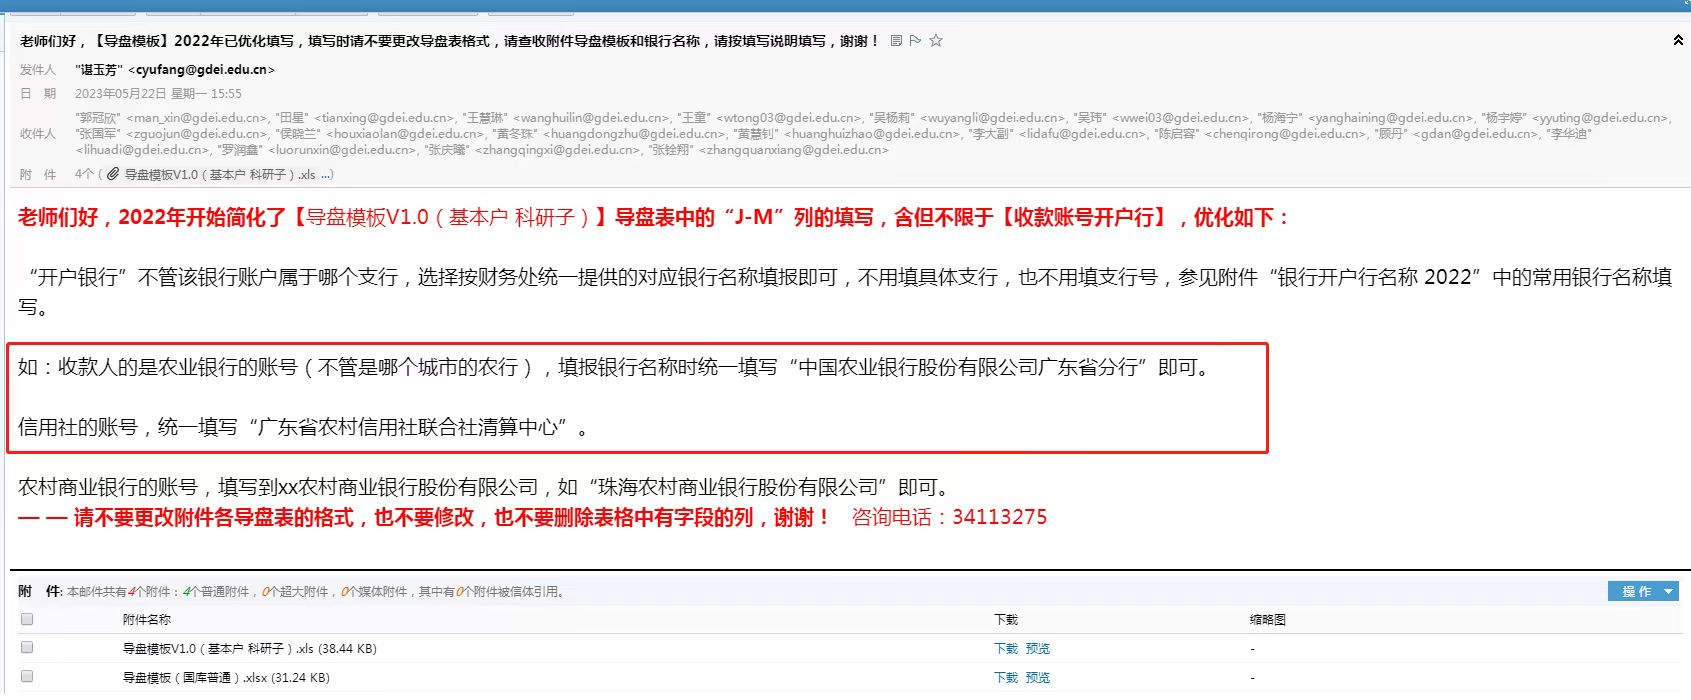 老师们好，【导盘模板】2022年已优化填写，填写时请不要更改导盘表格式，请查收附件导盘模板和银行名称，请按填写说明填写，谢谢！
发件人 "谌玉芳" <cyufang@gdei.edu.cn>
日 期 2023年05月22日 星期一 15:55
"郭冠欣" <man_xin@gdei.edu.cn>, "田星" <tianxing@gdei.edu.cn>, "王慧琳" <wanghuilin@gdei.edu.cn>, "王童" <wtong03@gdei.edu.cn>, "吴杨莉" <wuyangli@gdei.edu.cn>, "吴玮" <wwei03@gdei.edu.cn>, "杨海宁" <yanghaining@gdei.edu.cn>, "杨宇婷" <yyuting@gdei.edu.cn>,
收件人 "张国军" <zguojun@gdei.edu.cn>, "侯晓兰" <houxiaolan@gdei.edu.cn>, "黄冬珠" <huangdongzhu@gdei.edu.cn>, "黄慧钊" <huanghuizhao@gdei.edu.cn>, "李大副" <lidafu@gdei.edu.cn>, "陈启容" <chenqirong@gdei.edu.cn>, "顾丹" <gdan@gdei.edu.cn>, "李华迪"
<lihuadi@gdei.edu.cn>, "罗润鑫" <luorunxin@gdei.edu.cn>, "张庆曦" <zhangqingxi@gdei.edu.cn>, "张铨翔" <zhangquanxiang@gdei.edu.cn>
附 件 4个 ( 导盘模板V1.0（基本户 科研子）.xls ...)
老师们好，2022年开始简化了【导盘模板V1.0（基本户 科研子）】导盘表中的“J-M”列的填写，含但不限于【收款账号开户行】，优化如下：
“开户银行”不管该银行账户属于哪个支行，选择按财务处统一提供的对应银行名称填报即可，不用填具体支行，也不用填支行号，参见附件“银行开户行名称 2022”中的常用银行名称填
写。
如：收款人的是农业银行的账号（不管是哪个城市的农行），填报银行名称时统一填写“中国农业银行股份有限公司广东省分行”即可。
信用社的账号，统一填写“广东省农村信用社联合社清算中心”。
农村商业银行的账号，填写到xx农村商业银行股份有限公司，如“珠海农村商业银行股份有限公司”即可。
— — 请不要更改附件各导盘表的格式，也不要修改，也不要删除表格中有字段的列，谢谢！ 咨询电话：34113275
附 件: 本邮件共有4个附件：4个普通附件，0个超大附件，0个媒体附件，其中有0个附件被信体引用。 操 作
附件名称 下载 缩略图
导盘模板V1.0（基本户 科研子）.xls (38.44 KB) 下载 预览 -
导盘模板（国库普通）.xlsx (31.24 KB) 下载 预览 -